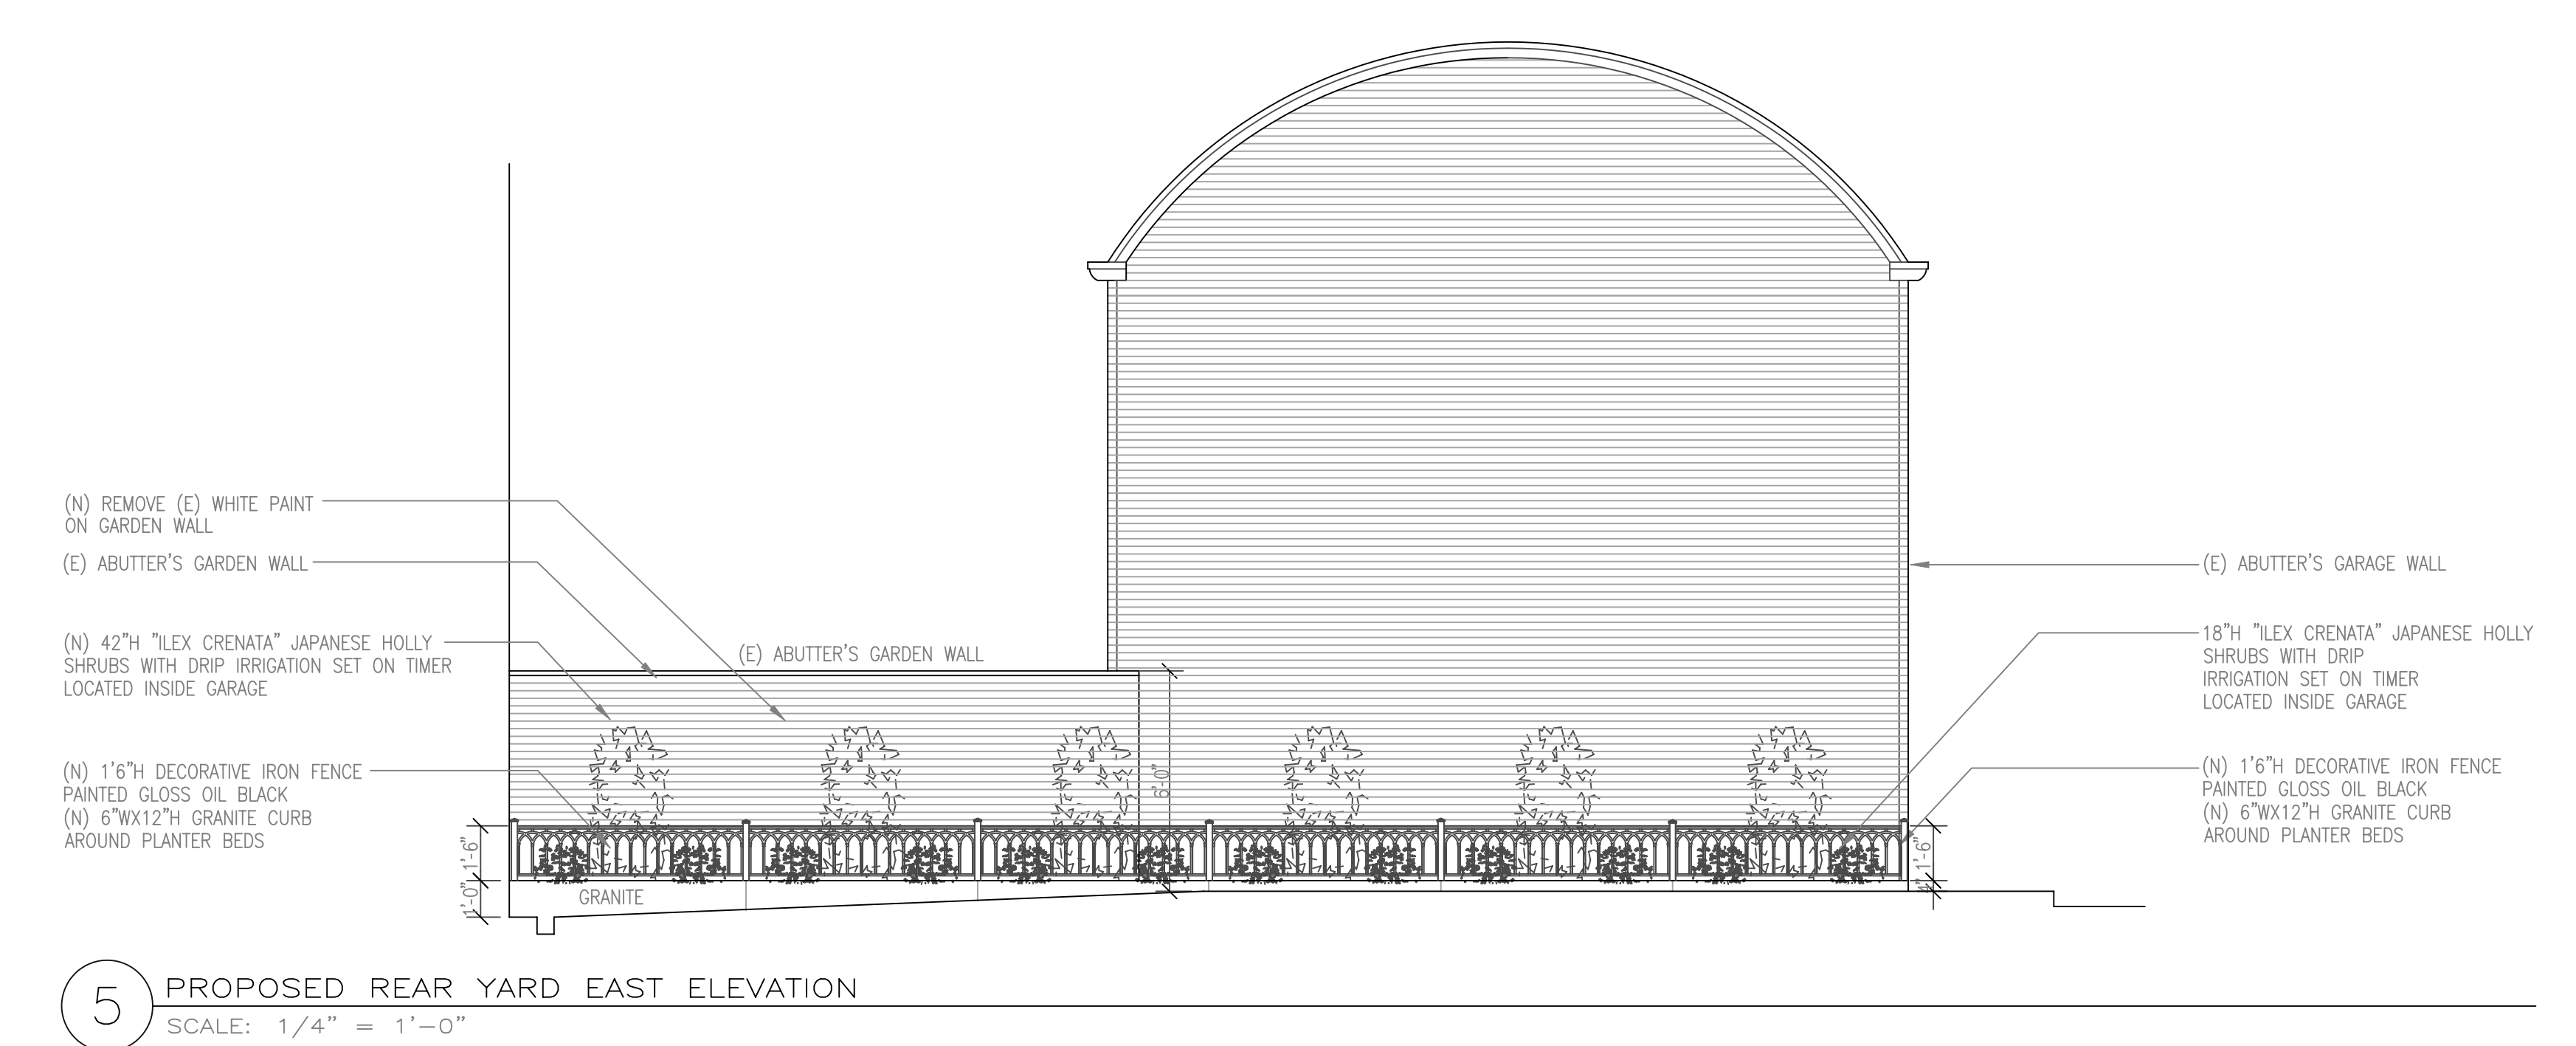 (N) REMOVE (E) WHITE PAINT
ON GARDEN WALL
(E) ABUTTER'S GARDEN WALL
(N) 42"H "ILEX CRENATA" JAPANESE HOLLY
SHRUBS WITH DRIP IRRIGATION SET ON TIMER
LOCATED INSIDE GARAGE
(N) 1'6"H DECORATIVE IRON FENCE
PAINTED GLOSS OIL BLACK
(N) 6"WX12"H GRANITE CURB
AROUND PLANTER BEDS
1'-6"
1'-0"
(E) ABUTTER'S GARDEN WALL
GRANITE
6'-0"
(E) ABUTTER'S GARAGE WALL
18"H "ILEX CRENATA" JAPANESE HOLLY
SHRUBS WITH DRIP
IRRIGATION SET ON TIMER
LOCATED INSIDE GARAGE
(N) 1'6"H DECORATIVE IRON FENCE
PAINTED GLOSS OIL BLACK
(N) 6"WX12"H GRANITE CURB
AROUND PLANTER BEDS
1'-6"
4"
5
PROPOSED REAR YARD EAST ELEVATION
SCALE: 1/4" = 1'-0"